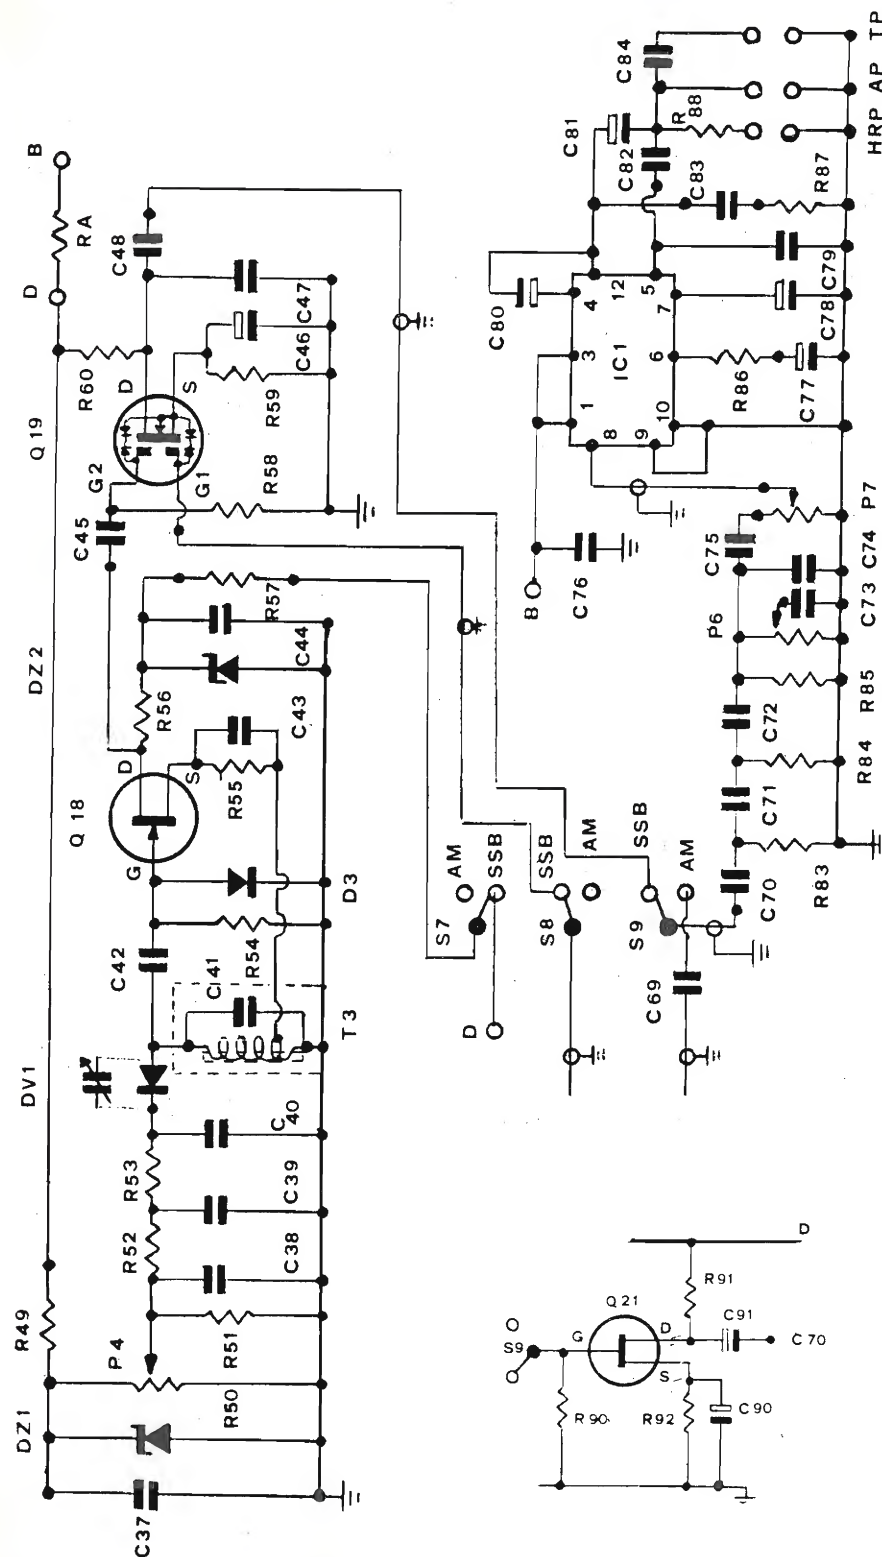 B
RA
D
C48
R60
D
S
Q19
G2
G1
C47
C46
R59
R58
C45
DZ2
R57
C44
R56
C43
D
S
R55
Q 18
G
D3
R54
C42
C41
T3
DV1
C40
R53
C39
R52
C38
R49
P4
R51
R50
DZ1
C37
TP
AP
HRP
C84
R88
C81
C82
C83
R87
C80
4
12
5
3
IC1
7
6
1
10
8
9
C79
C78
R86
C77
B
C76
P7
C75
C74
C73
P6
R85
C72
R84
C71
R83
C70
AM
SSB
S7
SSB
AM
S8
SSB
AM
S9
D
C69
D
R91
Q21
G
D
S
S9
C91
C70
R90
R92
C90